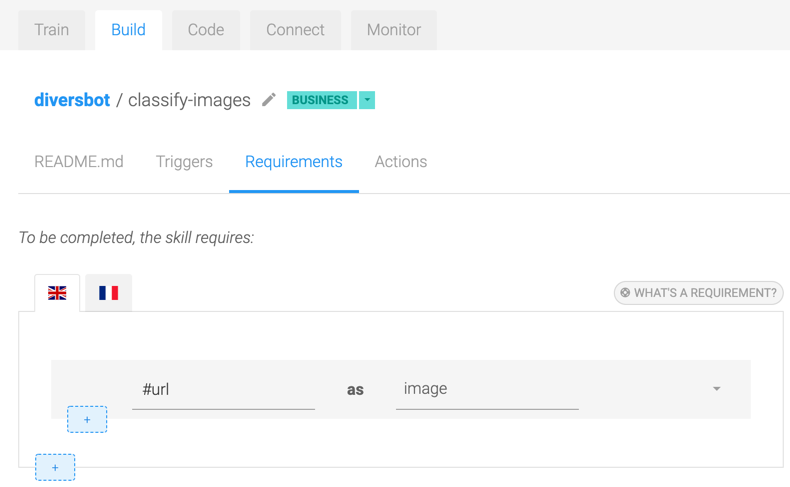 Train Build Code Connect Monitor
diversbot / classify-images BUSINESS
README.md Triggers Requirements Actions
To be completed, the skill requires:
WHAT'S A REQUIREMENT?
#url as image
+
+